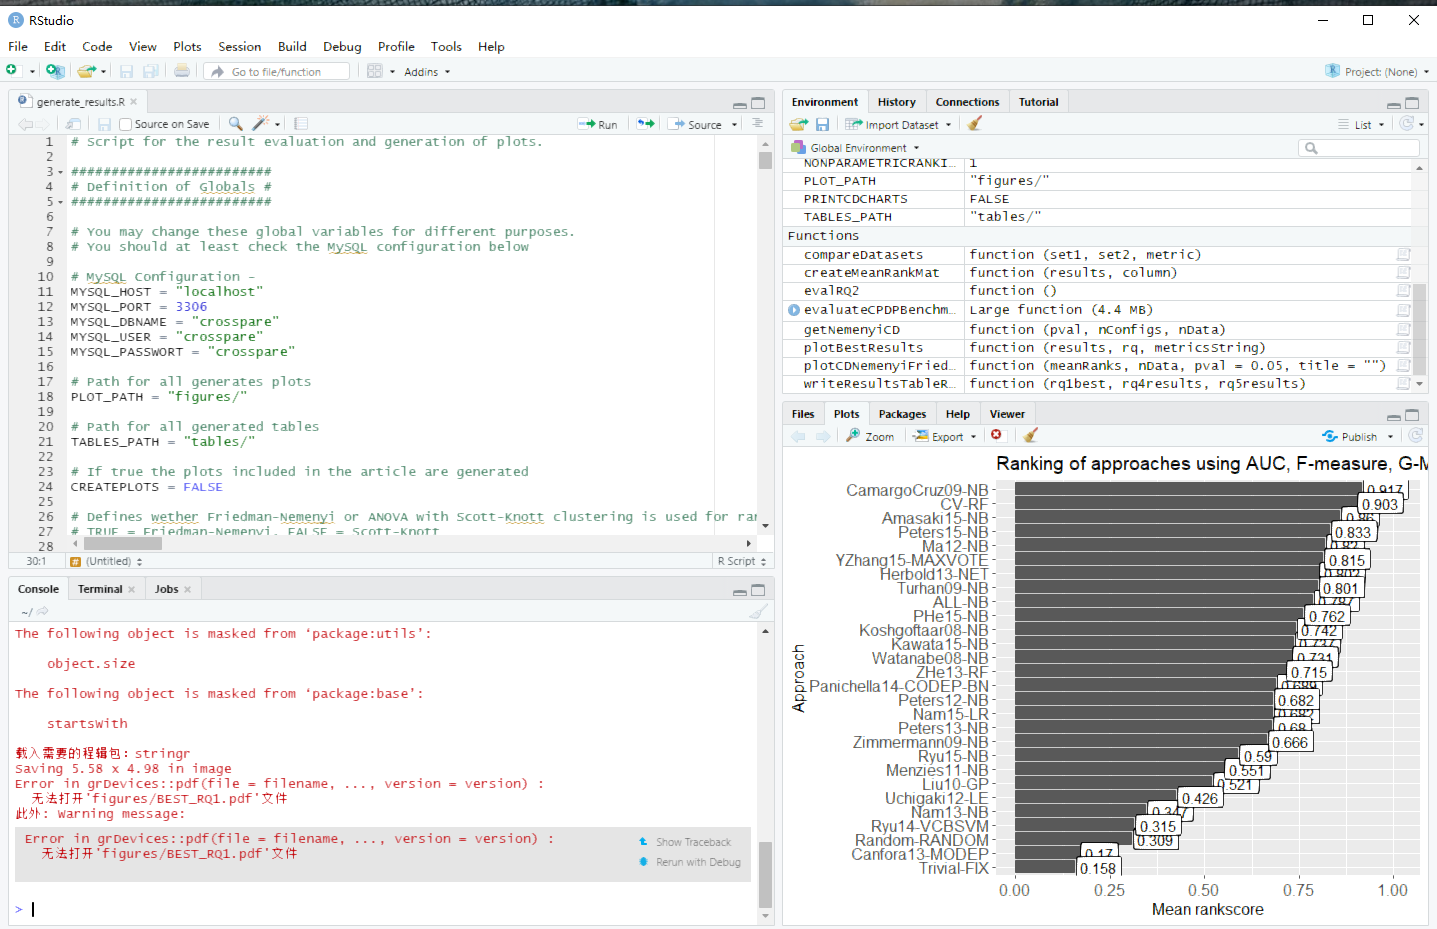 RStudio
File Edit Code View Plots Session Build Debug Profile Tools Help
Go to file/function Addins Project: (None)
generate_results.R
Source on Save Run Source
1 # Script for the result evaluation and generation of plots.
2
3 #########################
4 # Definition of Globals #
5 #########################
6
7 # You may change these global variables for different purposes.
8 # You should at least check the MySQL configuration below
9
10 # MySQL Configuration -
11 MYSQL_HOST = "localhost"
12 MYSQL_PORT = 3306
13 MYSQL_DBNAME = "crosspare"
14 MYSQL_USER = "crosspare"
15 MYSQL_PASSWORT = "crosspare"
16
17 # Path for all generates plots
18 PLOT_PATH = "figures/"
19
20 # Path for all generated tables
21 TABLES_PATH = "tables/"
22
23 # If true the plots included in the article are generated
24 CREATEPLOTS = FALSE
25
26 # Defines wether Friedman-Nemenyi or ANOVA with Scott-Knott clustering is used for ran
27 # TRUE = Friedman-Nemenyi, FALSE = Scott-Knott
28
30:1 (Untitled) R Script
Console Terminal Jobs
~/
The following object is masked from ‘package:utils’:
object.size
The following object is masked from ‘package:base’:
startsWith
载入需要的程辑包：stringr
Saving 5.58 x 4.98 in image
Error in grDevices::pdf(file = filename, ..., version = version) :
无法打开'figures/BEST_RQ1.pdf'文件
此外: Warning message:
Error in grDevices::pdf(file = filename, ..., version = version) :
无法打开'figures/BEST_RQ1.pdf'文件
Show Traceback
Rerun with Debug
>
Environment History Connections Tutorial
Import Dataset List
Global Environment
NONPARAMETRICRANKI... 1
PLOT_PATH "figures/"
PRINTCDCHARTS FALSE
TABLES_PATH "tables/"
Functions
compareDatasets function (set1, set2, metric)
createMeanRankMat function (results, column)
evalRQ2 function ()
evaluateCPDPBenchm... Large function (4.4 MB)
getNemenyiCD function (pval, nConfigs, nData)
plotBestResults function (results, rq, metricsString)
plotCDNemenyiFried... function (meanRanks, nData, pval = 0.05, title = "")
writeResultsTableR... function (rq1best, rq4results, rq5results)
Files Plots Packages Help Viewer
Zoom Export Publish
Ranking of approaches using AUC, F-measure, G-M
Approach
CamargoCruz09-NB 0.917
CV-RF 0.903
Amasaki15-NB 0.86
Peters15-NB 0.833
Ma12-NB 0.82
YZhang15-MAXVOTE 0.815
Herbold13-NET 0.802
Turhan09-NB 0.801
ALL-NB 0.787
PHe15-NB 0.762
Koshgoftaar08-NB 0.742
Kawata15-NB 0.737
Watanabe08-NB 0.731
ZHe13-RF 0.715
Panichella14-CODEP-BN 0.689
Peters12-NB 0.682
Nam15-LR 0.682
Peters13-NB 0.68
Zimmermann09-NB 0.666
Ryu15-NB 0.59
Menzies11-NB 0.551
Liu10-GP 0.521
Uchigaki12-LE 0.426
Nam13-NB 0.347
Ryu14-VCBSVM 0.315
Random-RANDOM 0.309
Canfora13-MODEP 0.17
Trivial-FIX 0.158
0.00 0.25 0.50 0.75 1.00
Mean rankscore